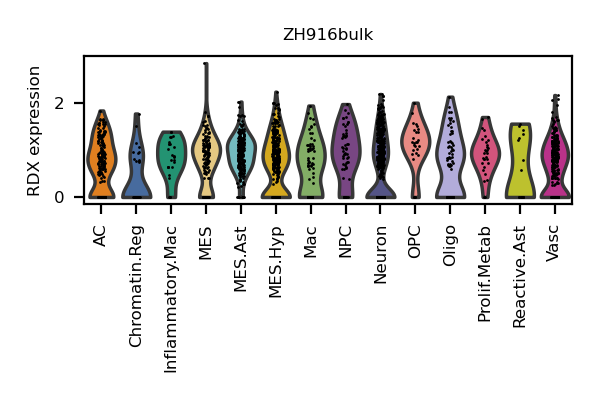 ZH916bulk
RDX expression
2
0
AC
Chromatin.Reg
Inflammatory.Mac
MES
MES.Ast
MES.Hyp
Mac
NPC
Neuron
OPC
Oligo
Prolif.Metab
Reactive.Ast
Vasc